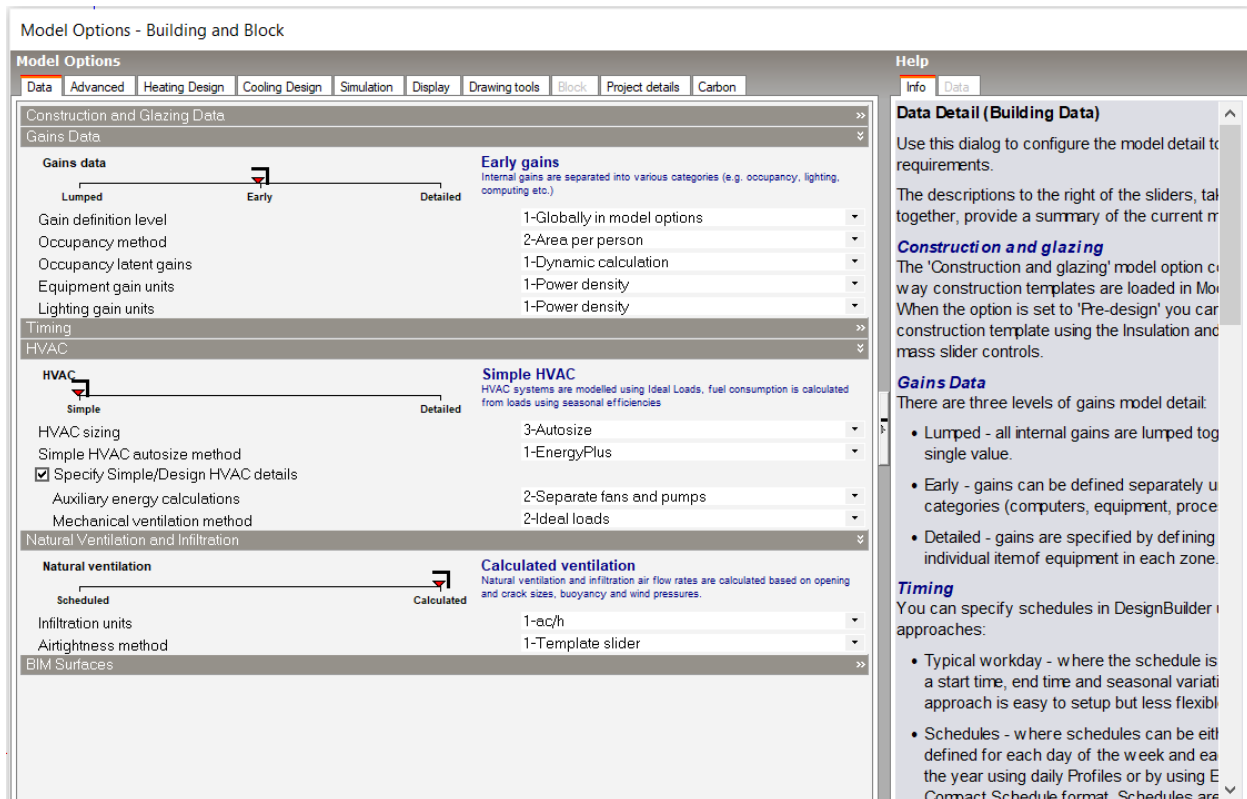 Model Options - Building and Block
Model Options
Data Advanced Heating Design Cooling Design Simulation Display Drawing tools Block Project details Carbon
Construction and Glazing Data
Gains Data
Gains data
Lumped Early Detailed
Early gains
Internal gains are separated into various categories (e.g. occupancy, lighting,
computing etc.)
Gain definition level 1-Globally in model options
Occupancy method 2-Area per person
Occupancy latent gains 1-Dynamic calculation
Equipment gain units 1-Power density
Lighting gain units 1-Power density
Timing
HVAC
HVAC
Simple Detailed
Simple HVAC
HVAC systems are modelled using Ideal Loads, fuel consumption is calculated
from loads using seasonal efficiencies
HVAC sizing 3-Autosize
Simple HVAC autosize method 1-EnergyPlus
Specify Simple/Design HVAC details
Auxiliary energy calculations 2-Separate fans and pumps
Mechanical ventilation method 2-Ideal loads
Natural Ventilation and Infiltration
Natural ventilation
Scheduled Calculated
Calculated ventilation
Natural ventilation and infiltration air flow rates are calculated based on opening
and crack sizes, buoyancy and wind pressures.
Infiltration units 1-ac/h
Airtightness method 1-Template slider
BIM Surfaces
Help
Info Data
Data Detail (Building Data)
Use this dialog to configure the model detail to
requirements.
The descriptions to the right of the sliders, tak
together, provide a summary of the current m
Construction and glazing
The 'Construction and glazing' model option co
way construction templates are loaded in Mo
When the option is set to 'Pre-design' you can
construction template using the Insulation and
mass slider controls.
Gains Data
There are three levels of gains model detail:
• Lumped - all internal gains are lumped tog
single value.
• Early - gains can be defined separately u
categories (computers, equipment, proce
• Detailed - gains are specified by defining
individual item of equipment in each zone.
Timing
You can specify schedules in DesignBuilder
approaches:
• Typical workday - where the schedule is
a start time, end time and seasonal variati
approach is easy to setup but less flexibl
• Schedules - where schedules can be eith
defined for each day of the week and ea
the year using daily Profiles or by using E
Compact Schedule format. Schedules are